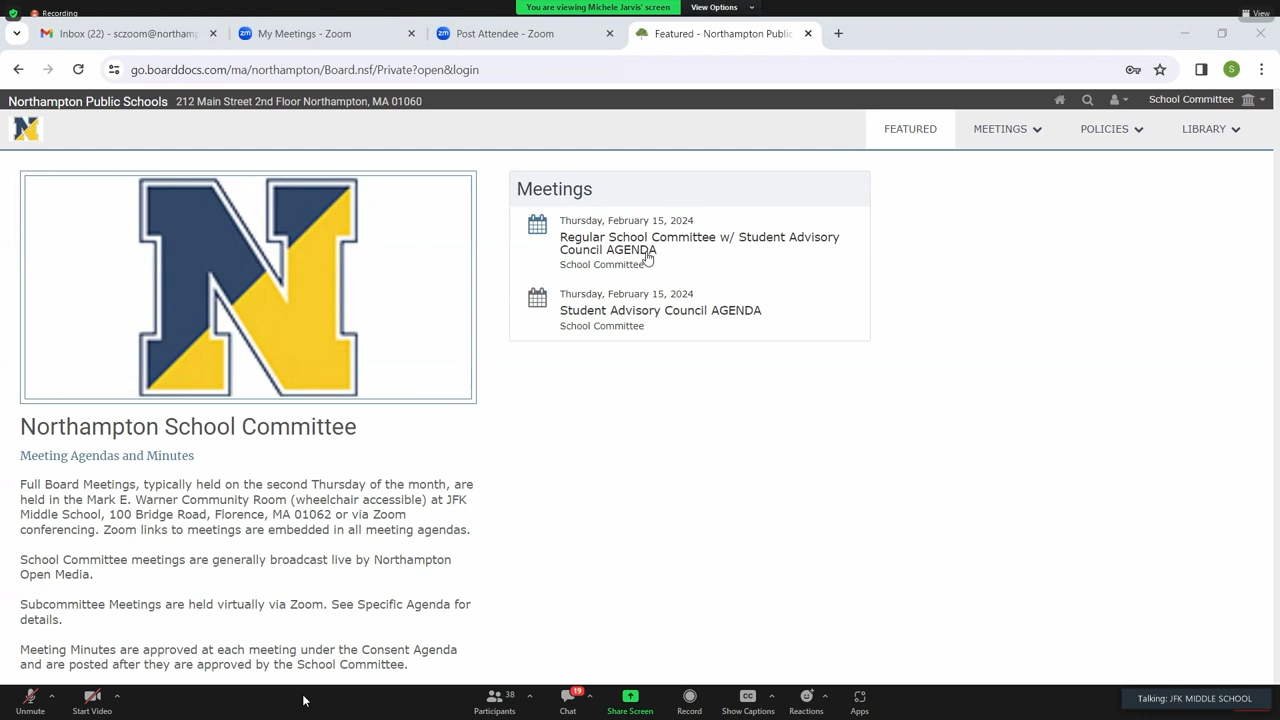 Recording
You are viewing Michele Jarvis' screen
View Options
View
Inbox (22) - sczoom@northamp
My Meetings - Zoom
Post Attendee - Zoom
Featured - Northampton Public
go.boarddocs.com/ma/northampton/Board.nsf/Private?open&login
S
Northampton Public Schools 212 Main Street 2nd Floor Northampton, MA 01060
School Committee
N
FEATURED
MEETINGS
POLICIES
LIBRARY
N
Meetings
Thursday, February 15, 2024
Regular School Committee w/ Student Advisory
Council AGENDA
School Committee
Thursday, February 15, 2024
Student Advisory Council AGENDA
School Committee
Northampton School Committee
Meeting Agendas and Minutes
Full Board Meetings, typically held on the second Thursday of the month, are
held in the Mark E. Warner Community Room (wheelchair accessible) at JFK
Middle School, 100 Bridge Road, Florence, MA 01062 or via Zoom
conferencing. Zoom links to meetings are embedded in all meeting agendas.
School Committee meetings are generally broadcast live by Northampton
Open Media.
Subcommittee Meetings are held virtually via Zoom. See Specific Agenda for
details.
Meeting Minutes are approved at each meeting under the Consent Agenda
and are posted after they are approved by the School Committee.
Unmute
Start Video
38
Participants
19
Chat
Share Screen
Record
CC
Show Captions
Reactions
Apps
Talking: JFK MIDDLE SCHOOL